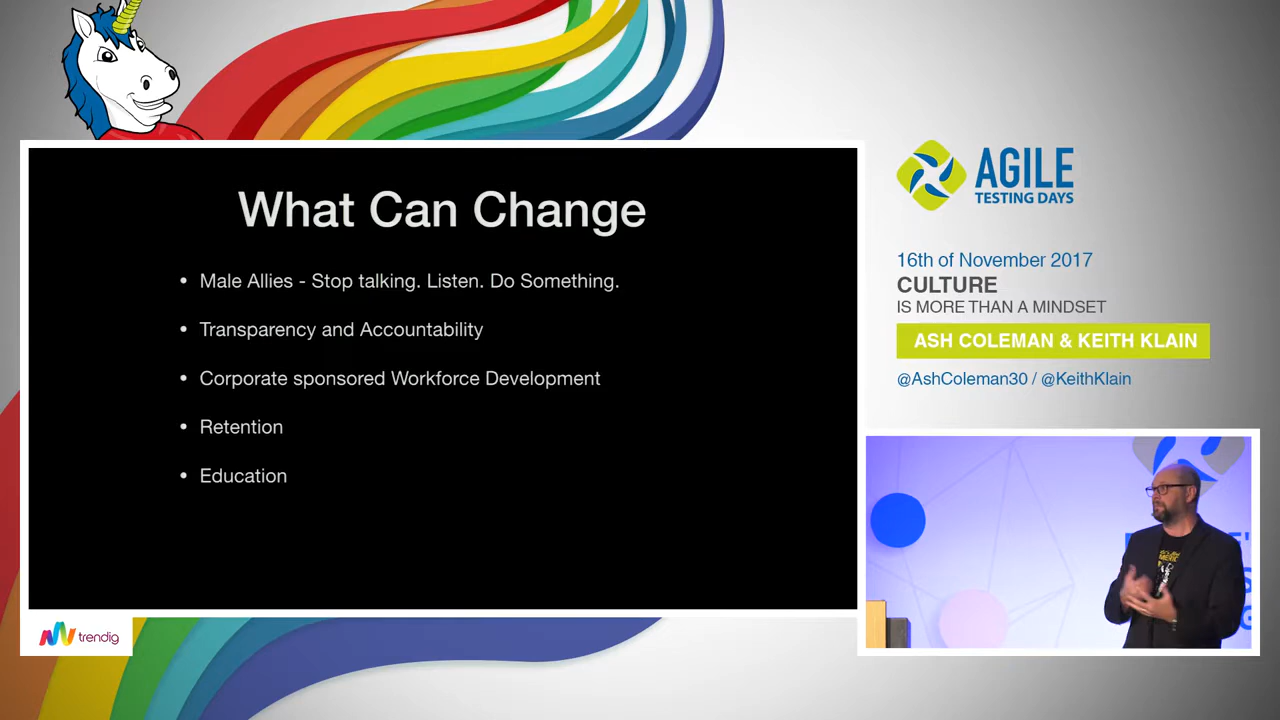 What Can Change
• Male Allies - Stop talking. Listen. Do Something.
• Transparency and Accountability
• Corporate sponsored Workforce Development
• Retention
• Education
trendig
AGILE
TESTING DAYS
16th of November 2017
CULTURE
IS MORE THAN A MINDSET
ASH COLEMAN & KEITH KLAIN
@AshColeman30 / @KeithKlain